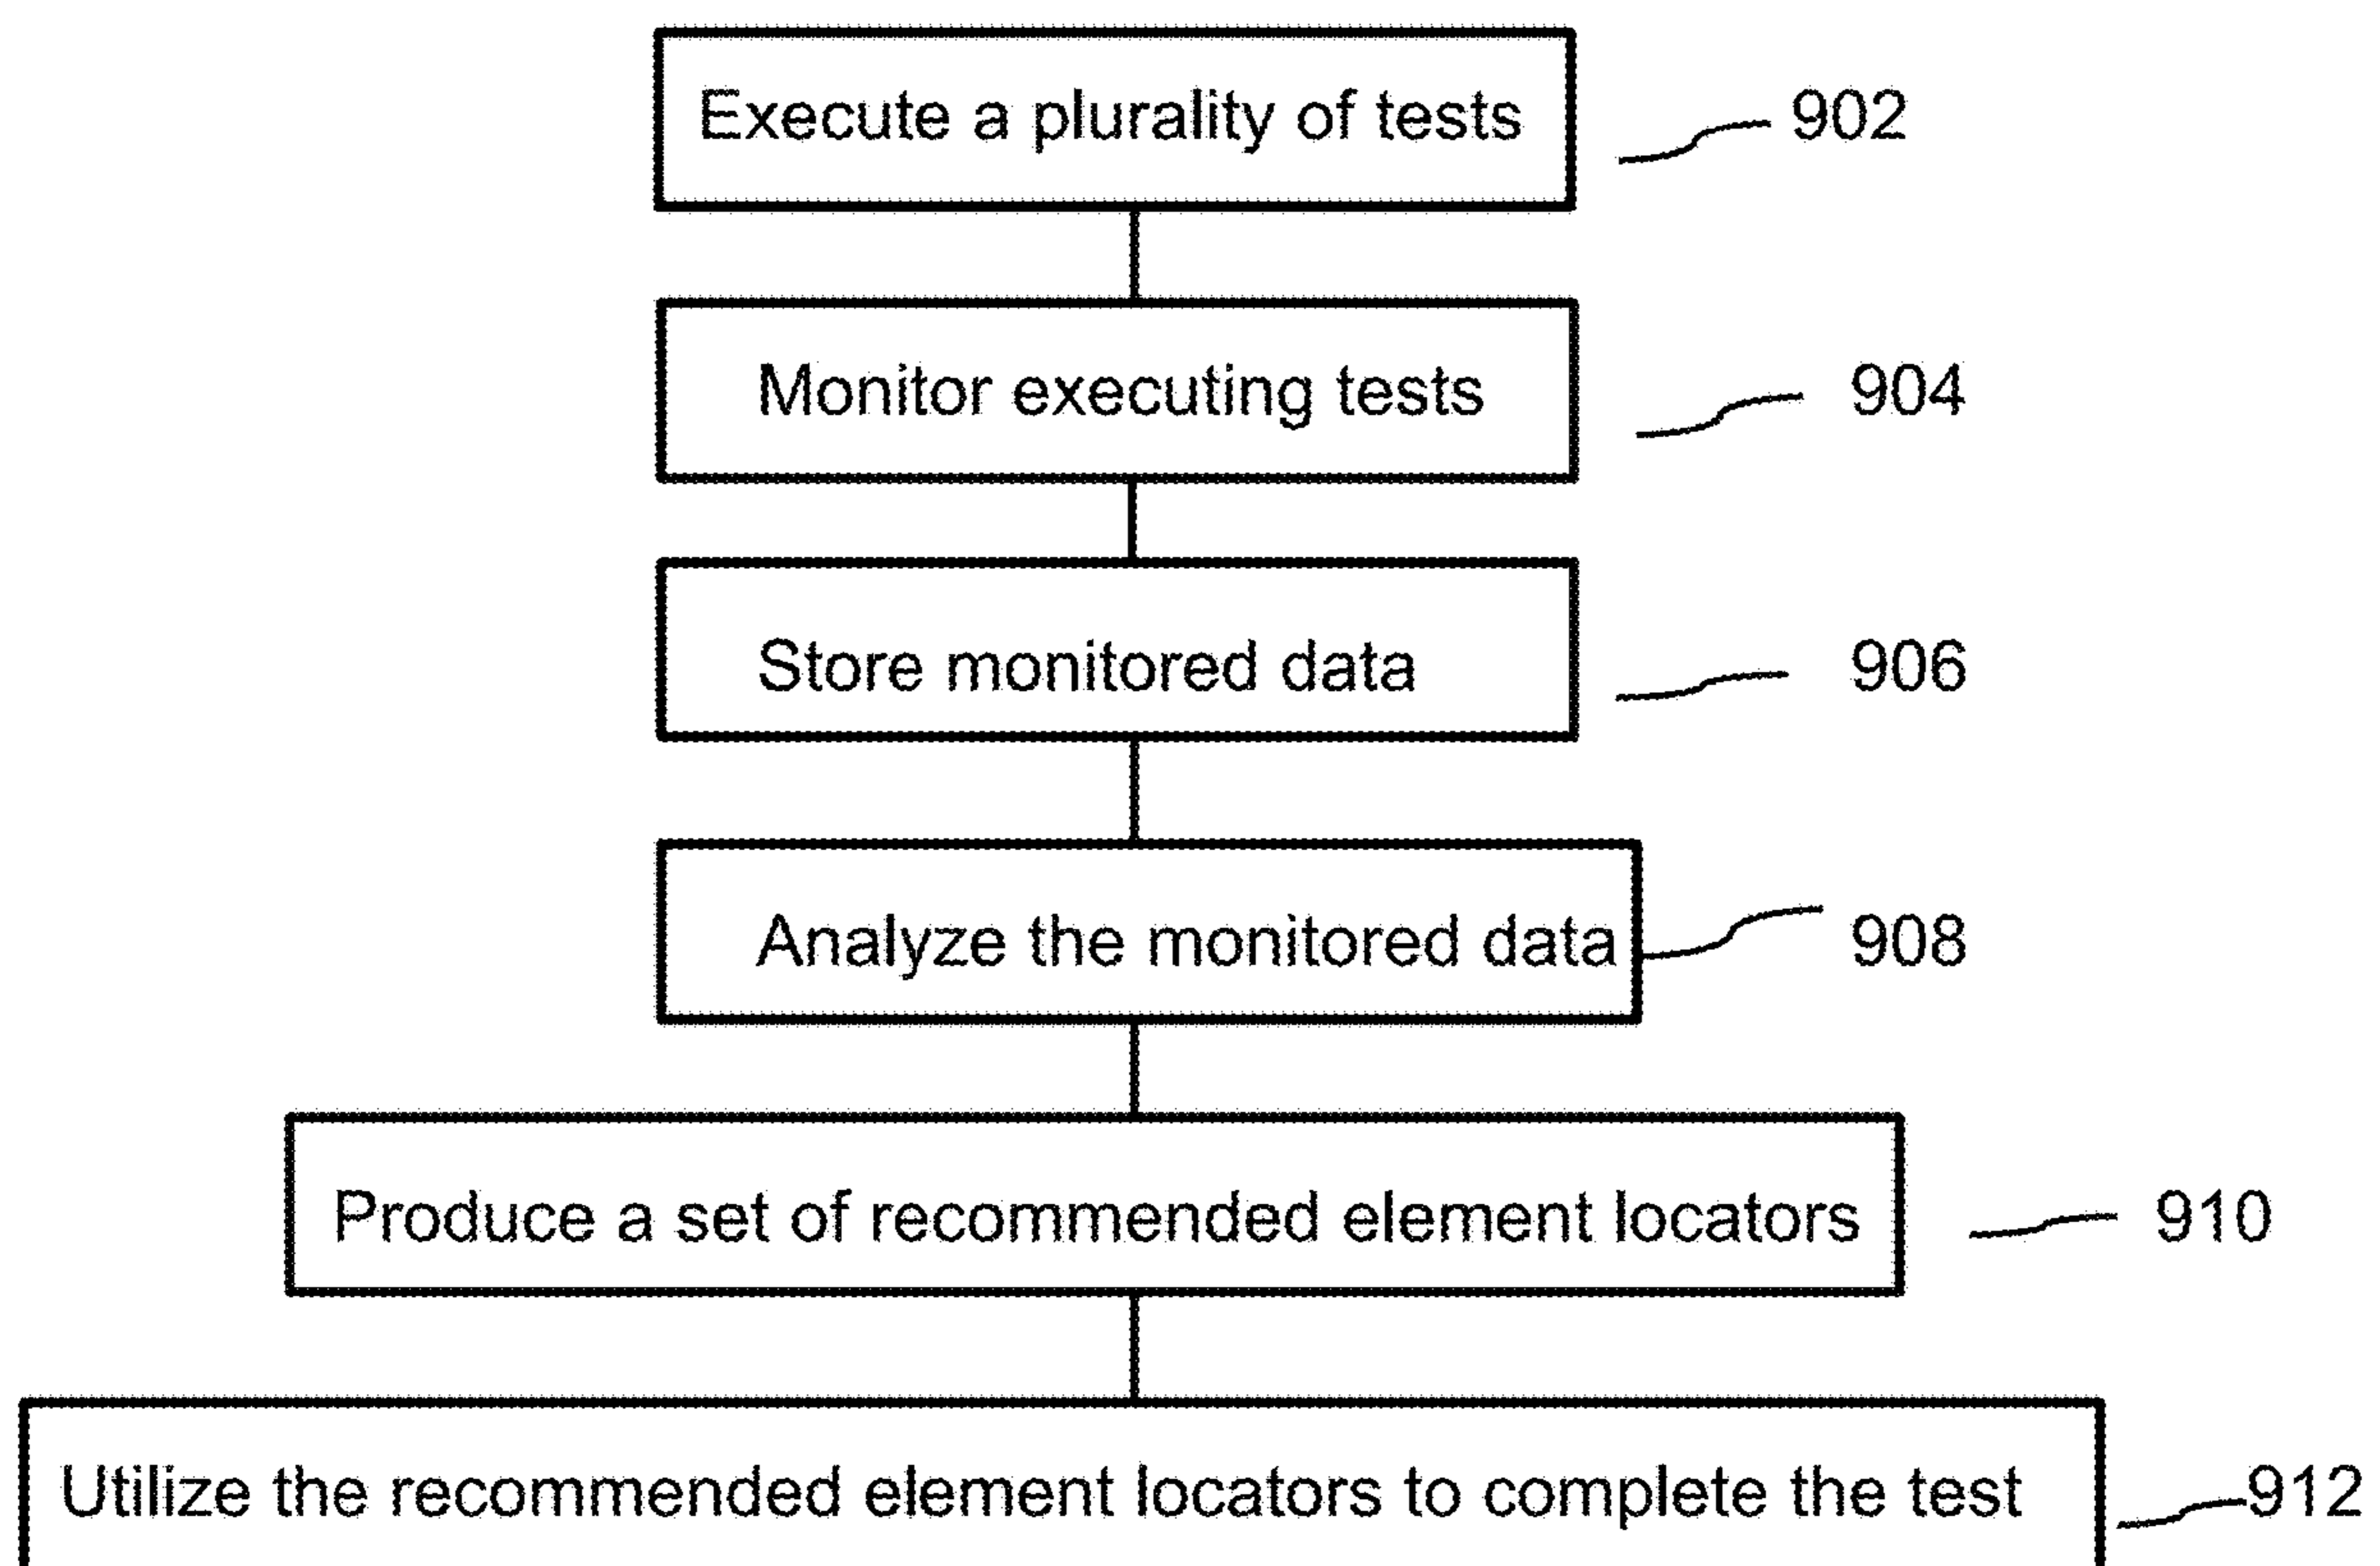 Execute a plurality of tests 902
Monitor executing tests 904
Store monitored data 906
Analyze the monitored data 908
Produce a set of recommended element locators 910
Utilize the recommended element locators to complete the test 912